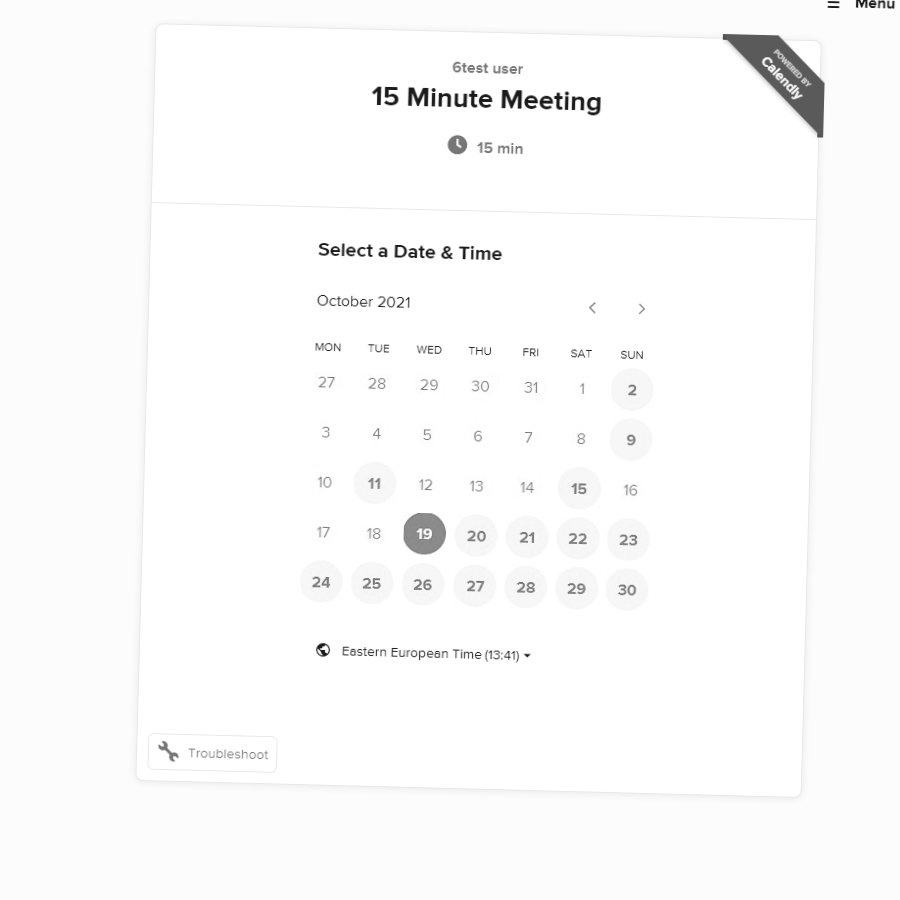 Menu
POWERED BY
Calendly
6test user
15 Minute Meeting
15 min
Select a Date & Time
October 2021
MON TUE WED THU FRI SAT SUN
27 28 29 30 31 1 2
3 4 5 6 7 8 9
10 11 12 13 14 15 16
17 18 19 20 21 22 23
24 25 26 27 28 29 30
Eastern European Time (13:41)
Troubleshoot